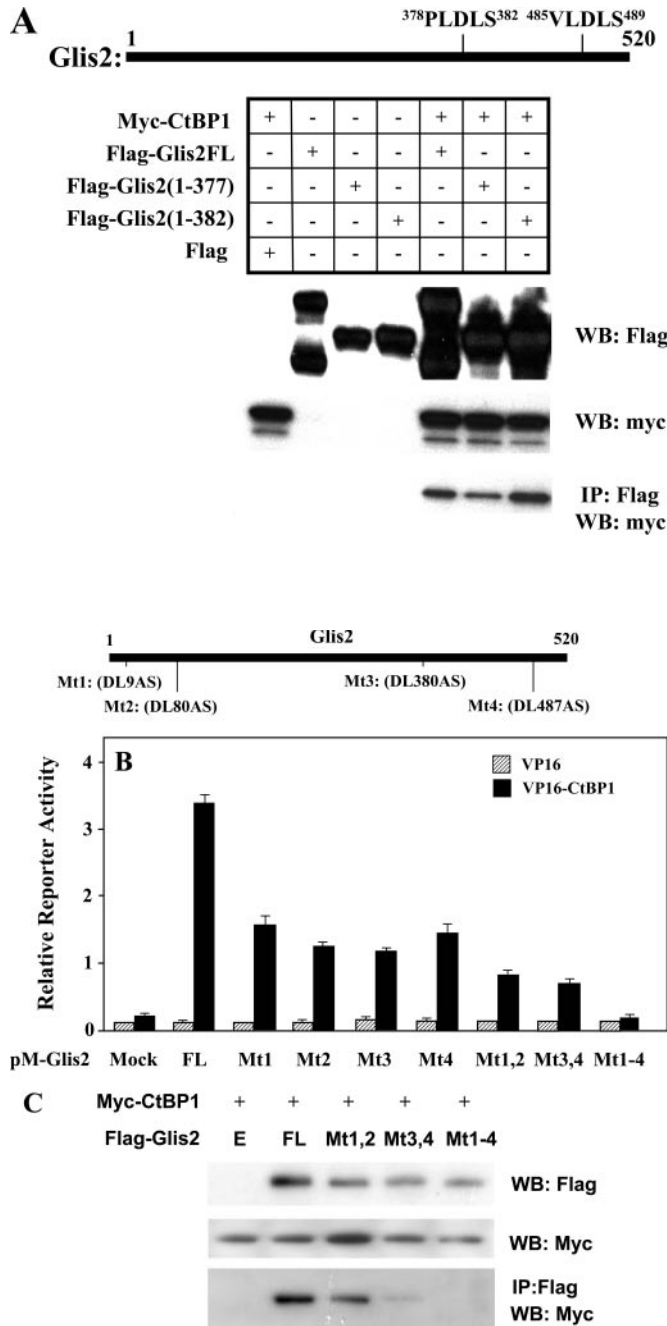 A
³⁷⁸PLDLS³⁸² ⁴⁸⁵VLDLS⁴⁸⁹
1 520
Glis2:
Myc-CtBP1 + - - - + + +
Flag-Glis2FL - + - - + - -
Flag-Glis2(1-377) - - + - - + -
Flag-Glis2(1-382) - - - + - - +
Flag + - - - - - -
WB: Flag
WB: myc
IP: Flag
WB: myc
1 Glis2 520
Mt1: (DL9AS) Mt3: (DL380AS)
Mt2: (DL80AS) Mt4: (DL487AS)
B
VP16
VP16-CtBP1
Relative Reporter Activity
4
3
2
1
0
pM-Glis2 Mock FL Mt1 Mt2 Mt3 Mt4 Mt1,2 Mt3,4 Mt1-4
C
Myc-CtBP1 + + + + +
Flag-Glis2 E FL Mt1,2 Mt3,4 Mt1-4
WB: Flag
WB: Myc
IP:Flag
WB: Myc